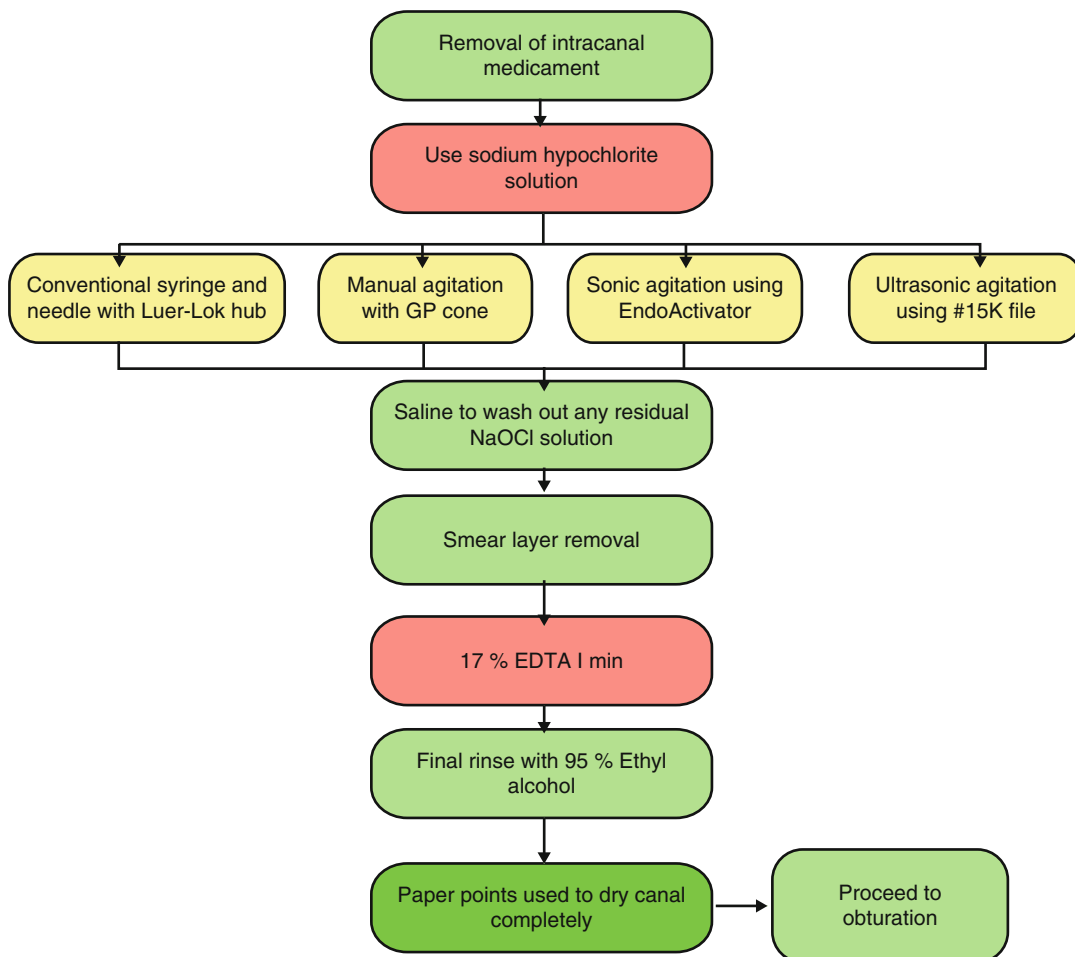 Removal of intracanal
medicament
Use sodium hypochlorite
solution
Conventional syringe and
needle with Luer-Lok hub
Manual agitation
with GP cone
Sonic agitation using
EndoActivator
Ultrasonic agitation
using #15K file
Saline to wash out any residual
NaOCl solution
Smear layer removal
17 % EDTA I min
Final rinse with 95 % Ethyl
alcohol
Paper points used to dry canal
completely
Proceed to
obturation